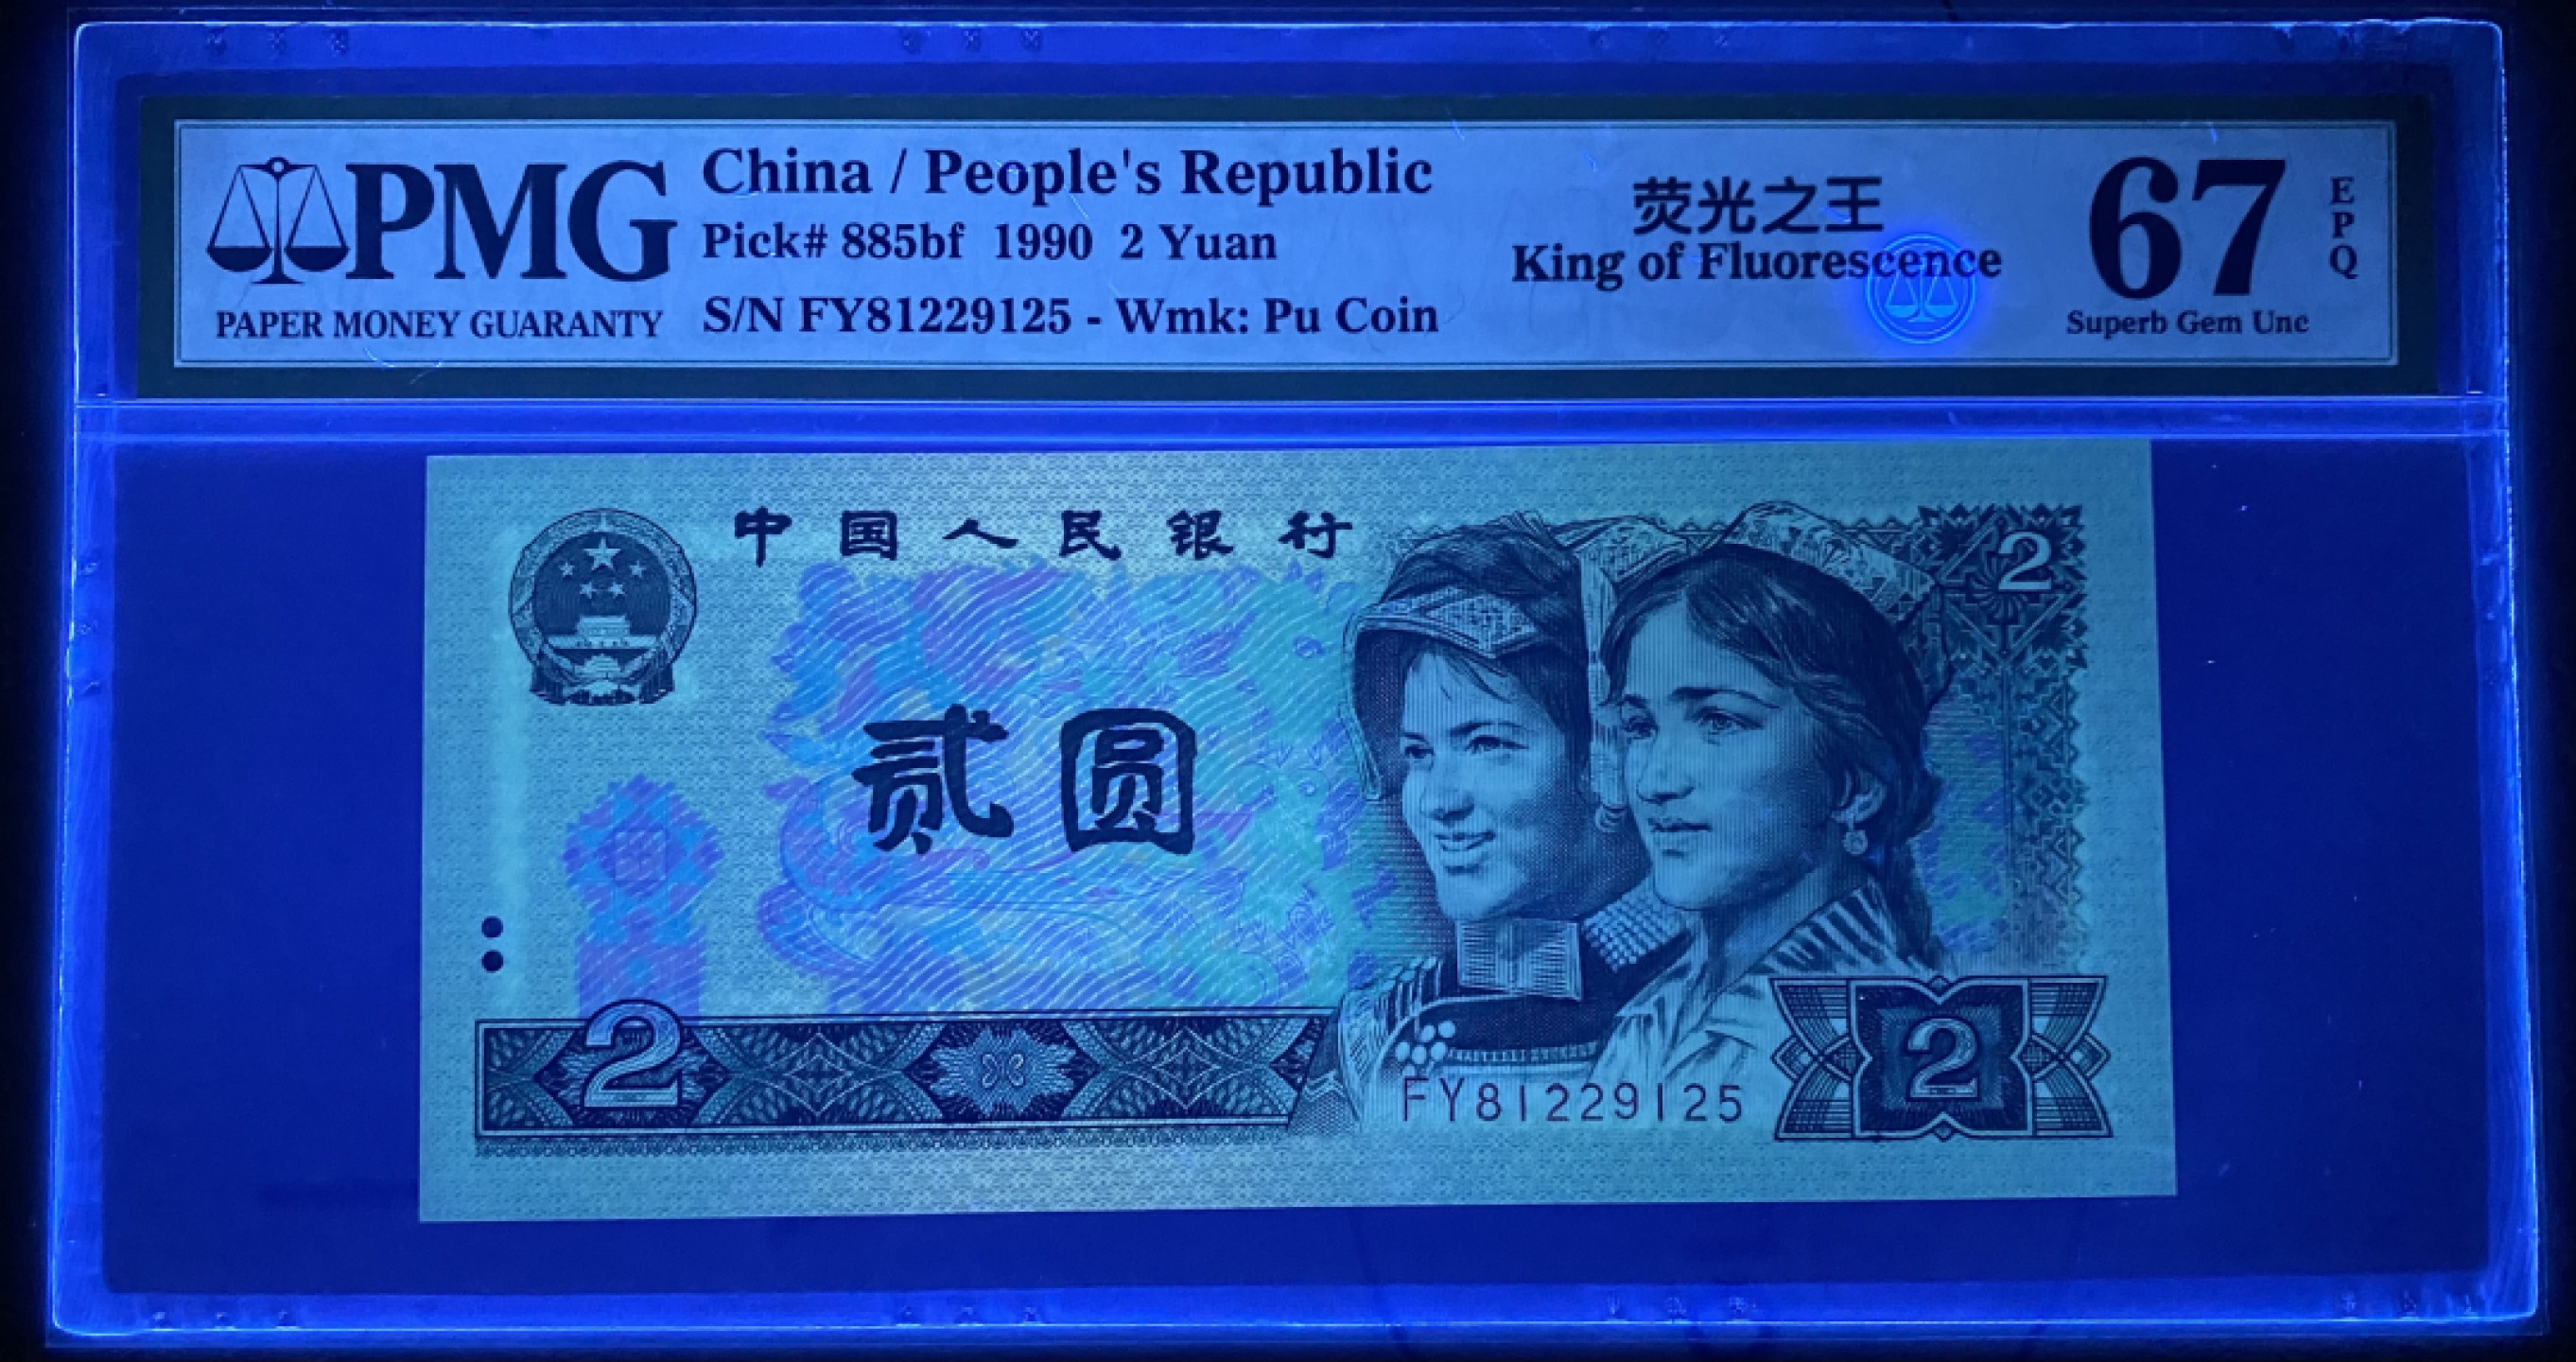 PMG
PAPER MONEY GUARANTY
China / People's Republic
Pick# 885bf 1990 2 Yuan
S/N FY81229125 - Wmk: Pu Coin
荧光之王
King of Fluorescence
67
EPQ
Superb Gem Unc
中国人民银行
2
贰圆
2
FY81229125
2